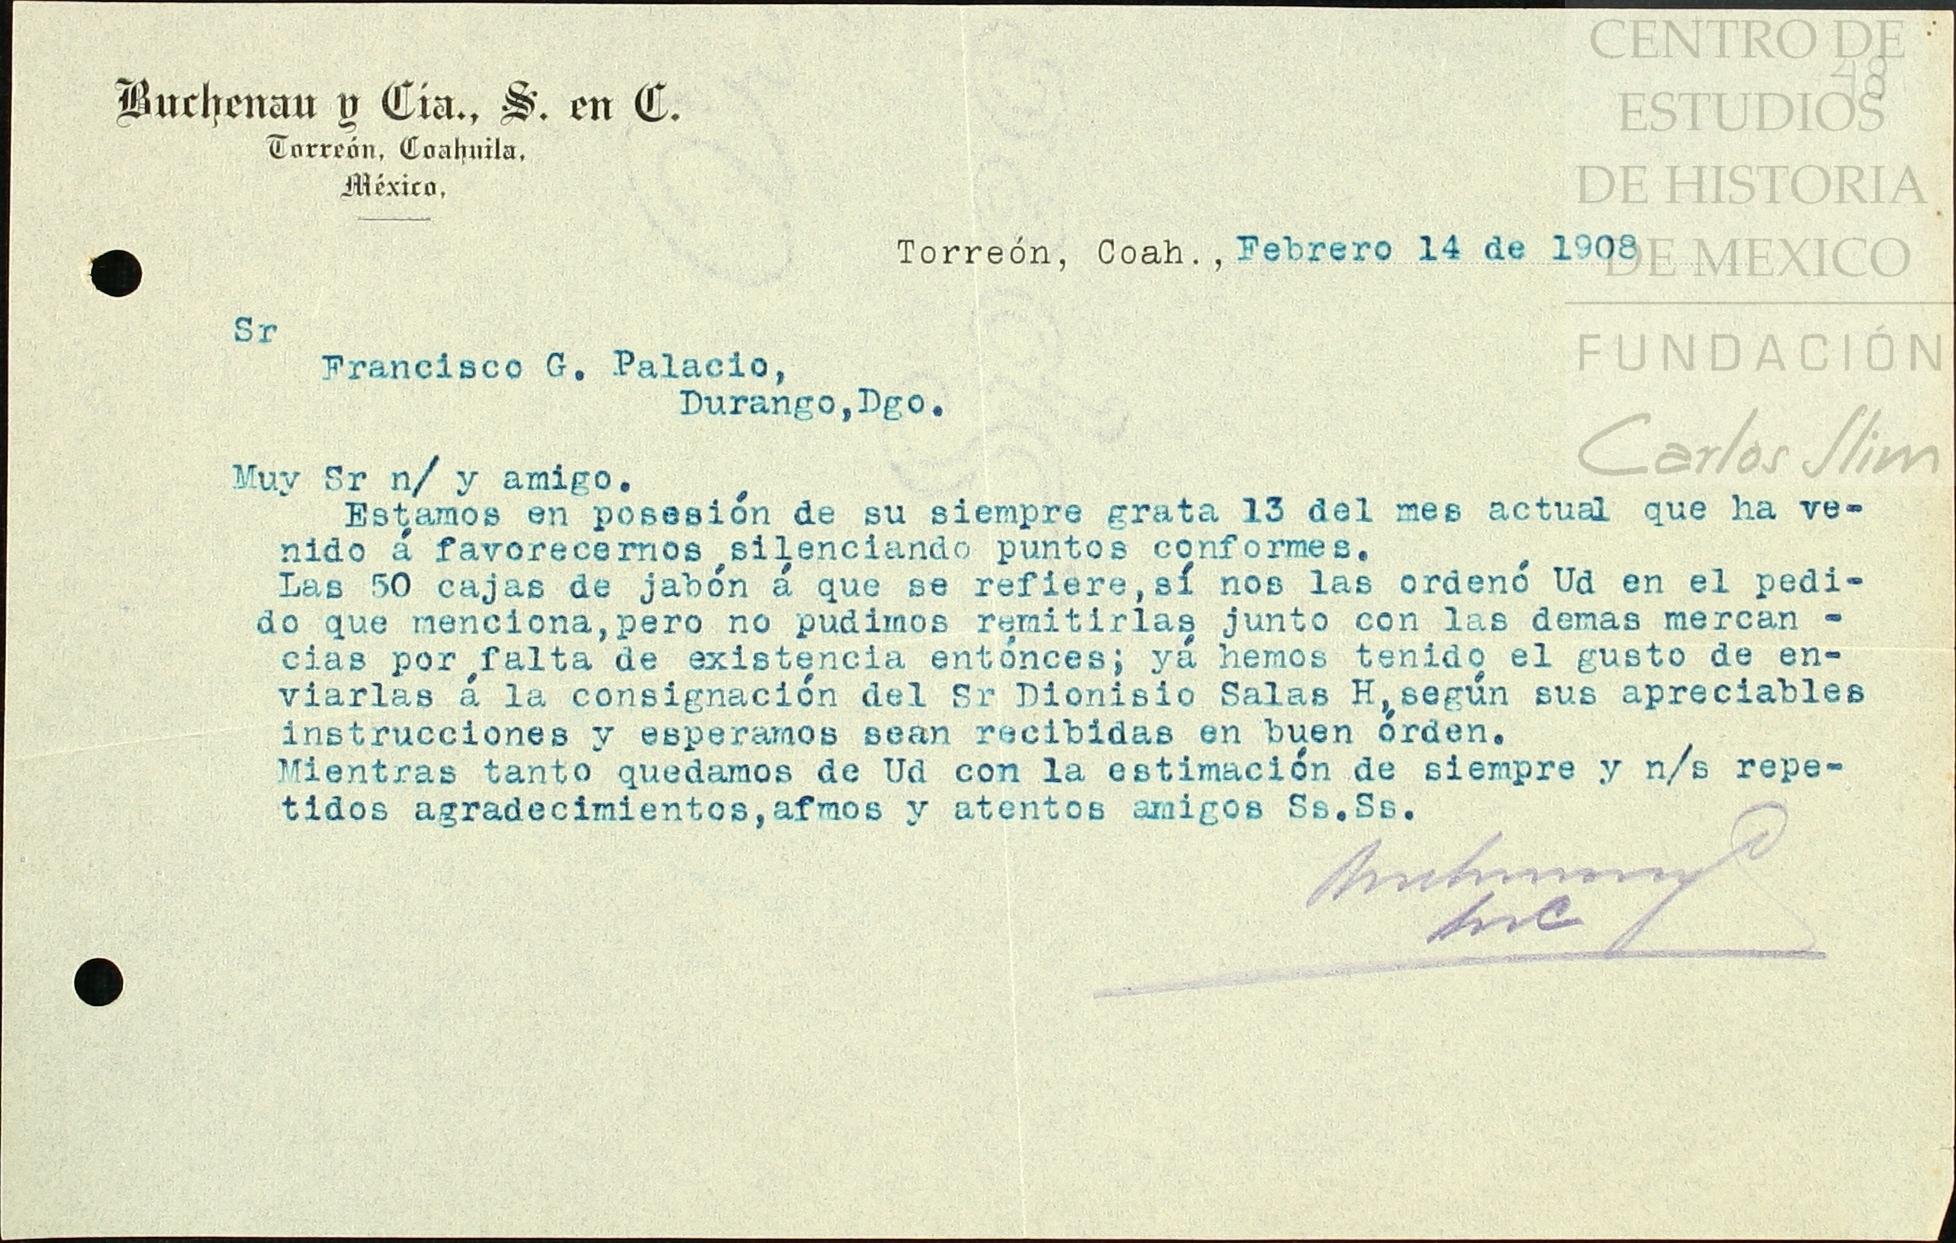 Buchenau y Cía., S. en C.
Torreón, Coahuila,
México,
48
Torreón, Coah., Febrero 14 de 1908
Sr
Francisco G. Palacio,
Durango,Dgo.
Muy Sr n/ y amigo.
Estamos en posesión de su siempre grata 13 del mes actual que ha ve-
nido á favorecernos silenciando puntos conformes.
Las 50 cajas de jabón á que se refiere,sí nos las ordenó Ud en el pedi-
do que menciona,pero no pudimos remitirlas junto con las demas mercan -
cias por falta de existencia entónces; yá hemos tenido el gusto de en-
viarlas á la consignación del Sr Dionisio Salas H,según sus apreciables
instrucciones y esperamos sean recibidas en buen órden.
Mientras tanto quedamos de Ud con la estimación de siempre y n/s repe-
tidos agradecimientos,afmos y atentos amigos Ss.Ss.
CENTRO DE
ESTUDIOS
DE HISTORIA
DE MEXICO
FUNDACIÓN
Carlos Slim